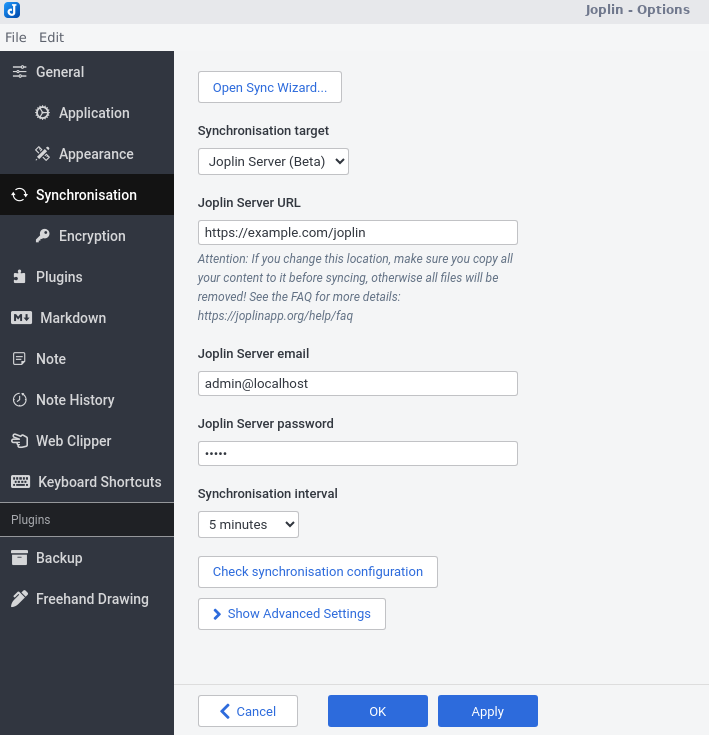 Joplin - Options
File Edit
General
Application
Appearance
Synchronisation
Encryption
Plugins
Markdown
Note
Note History
Web Clipper
Keyboard Shortcuts
Plugins
Backup
Freehand Drawing
Open Sync Wizard...
Synchronisation target
Joplin Server (Beta)
Joplin Server URL
https://example.com/joplin
Attention: If you change this location, make sure you copy all
your content to it before syncing, otherwise all files will be
removed! See the FAQ for more details:
https://joplinapp.org/help/faq
Joplin Server email
admin@localhost
Joplin Server password
•••••
Synchronisation interval
5 minutes
Check synchronisation configuration
Show Advanced Settings
Cancel
OK
Apply